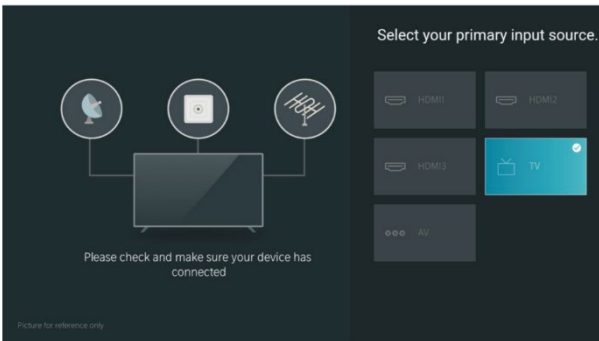 Select your primary input source.
HDMI1
HDMI2
HDMI3
TV
AV
Please check and make sure your device has
connected
Picture for reference only